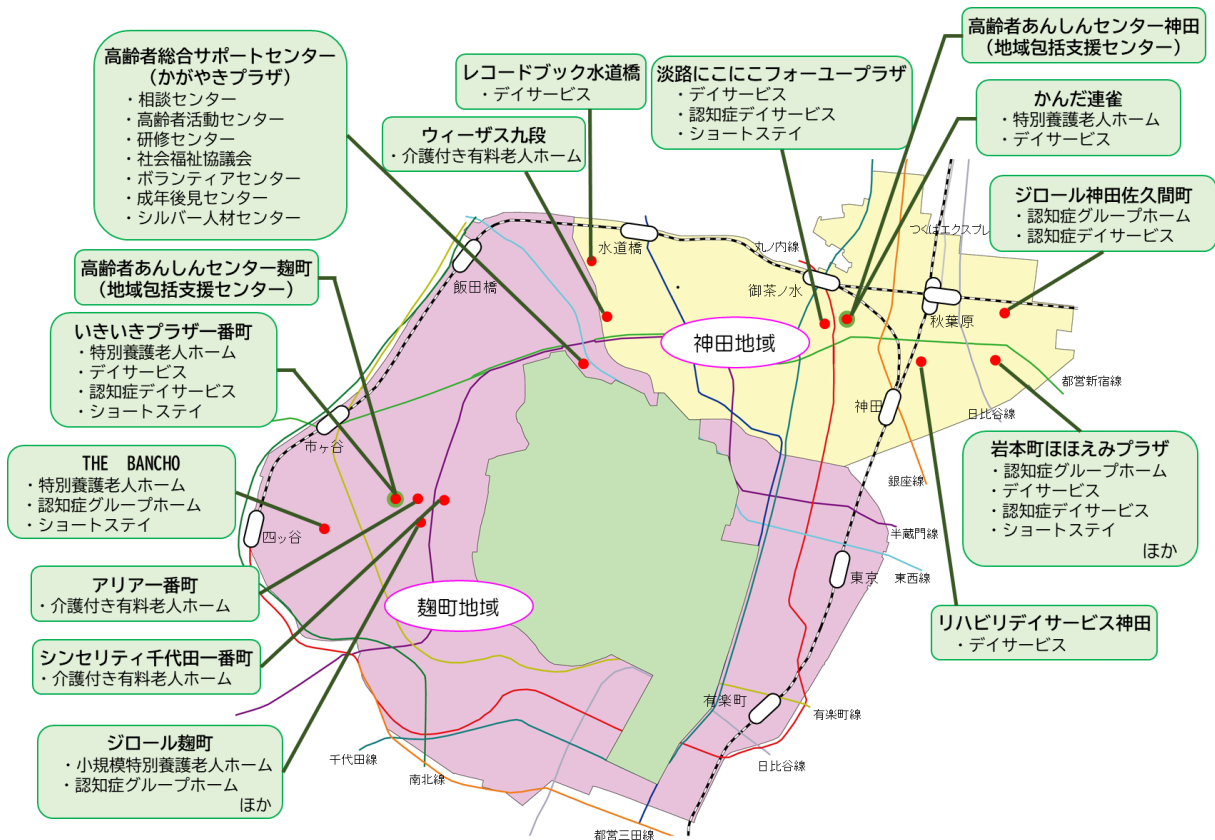 高齢者総合サポートセンター
（かがやきプラザ）
・相談センター
・高齢者活動センター
・研修センター
・社会福祉協議会
・ボランティアセンター
・成年後見センター
・シルバー人材センター
レコードブック水道橋
・デイサービス
ウィーザス九段
・介護付き有料老人ホーム
淡路にこにこフォーユープラザ
・デイサービス
・認知症デイサービス
・ショートステイ
高齢者あんしんセンター神田
（地域包括支援センター）
かんだ連雀
・特別養護老人ホーム
・デイサービス
ジロール神田佐久間町
・認知症グループホーム
・認知症デイサービス
高齢者あんしんセンター麹町
（地域包括支援センター）
いきいきプラザ一番町
・特別養護老人ホーム
・デイサービス
・認知症デイサービス
・ショートステイ
THE BANCHO
・特別養護老人ホーム
・認知症グループホーム
・ショートステイ
アリア一番町
・介護付き有料老人ホーム
シンセリティ千代田一番町
・介護付き有料老人ホーム
ジロール麹町
・小規模特別養護老人ホーム
・認知症グループホーム
ほか
岩本町ほほえみプラザ
・認知症グループホーム
・デイサービス
・認知症デイサービス
・ショートステイ
ほか
リハビリデイサービス神田
・デイサービス
神田地域
麹町地域
飯田橋
水道橋
丸ノ内線
御茶ノ水
つくばエクスプレ
秋葉原
都営新宿線
日比谷線
神田
銀座線
市ヶ谷
四ッ谷
半蔵門線
東西線
東京
有楽町
有楽町線
日比谷線
千代田線
南北線
都営三田線